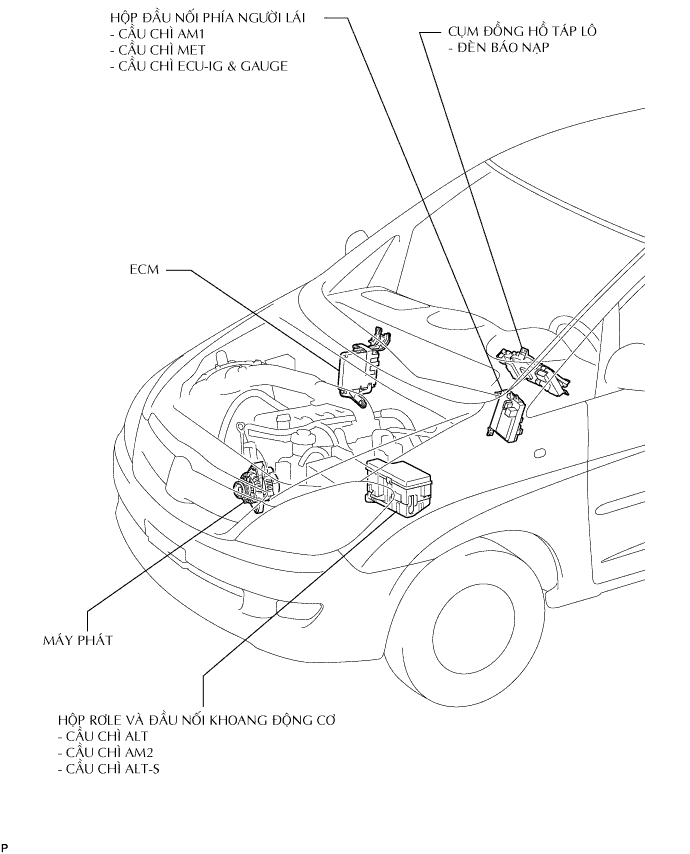 HỘP ĐẦU NỐI PHÍA NGƯỜI LÁI
- CẦU CHÌ AM1
- CẦU CHÌ MET
- CẦU CHÌ ECU-IG & GAUGE
CỤM ĐỒNG HỒ TÁP LÔ
- ĐÈN BÁO NẠP
ECM
MÁY PHÁT
HỘP RƠLE VÀ ĐẦU NỐI KHOANG ĐỘNG CƠ
- CẦU CHÌ ALT
- CẦU CHÌ AM2
- CẦU CHÌ ALT-S
P